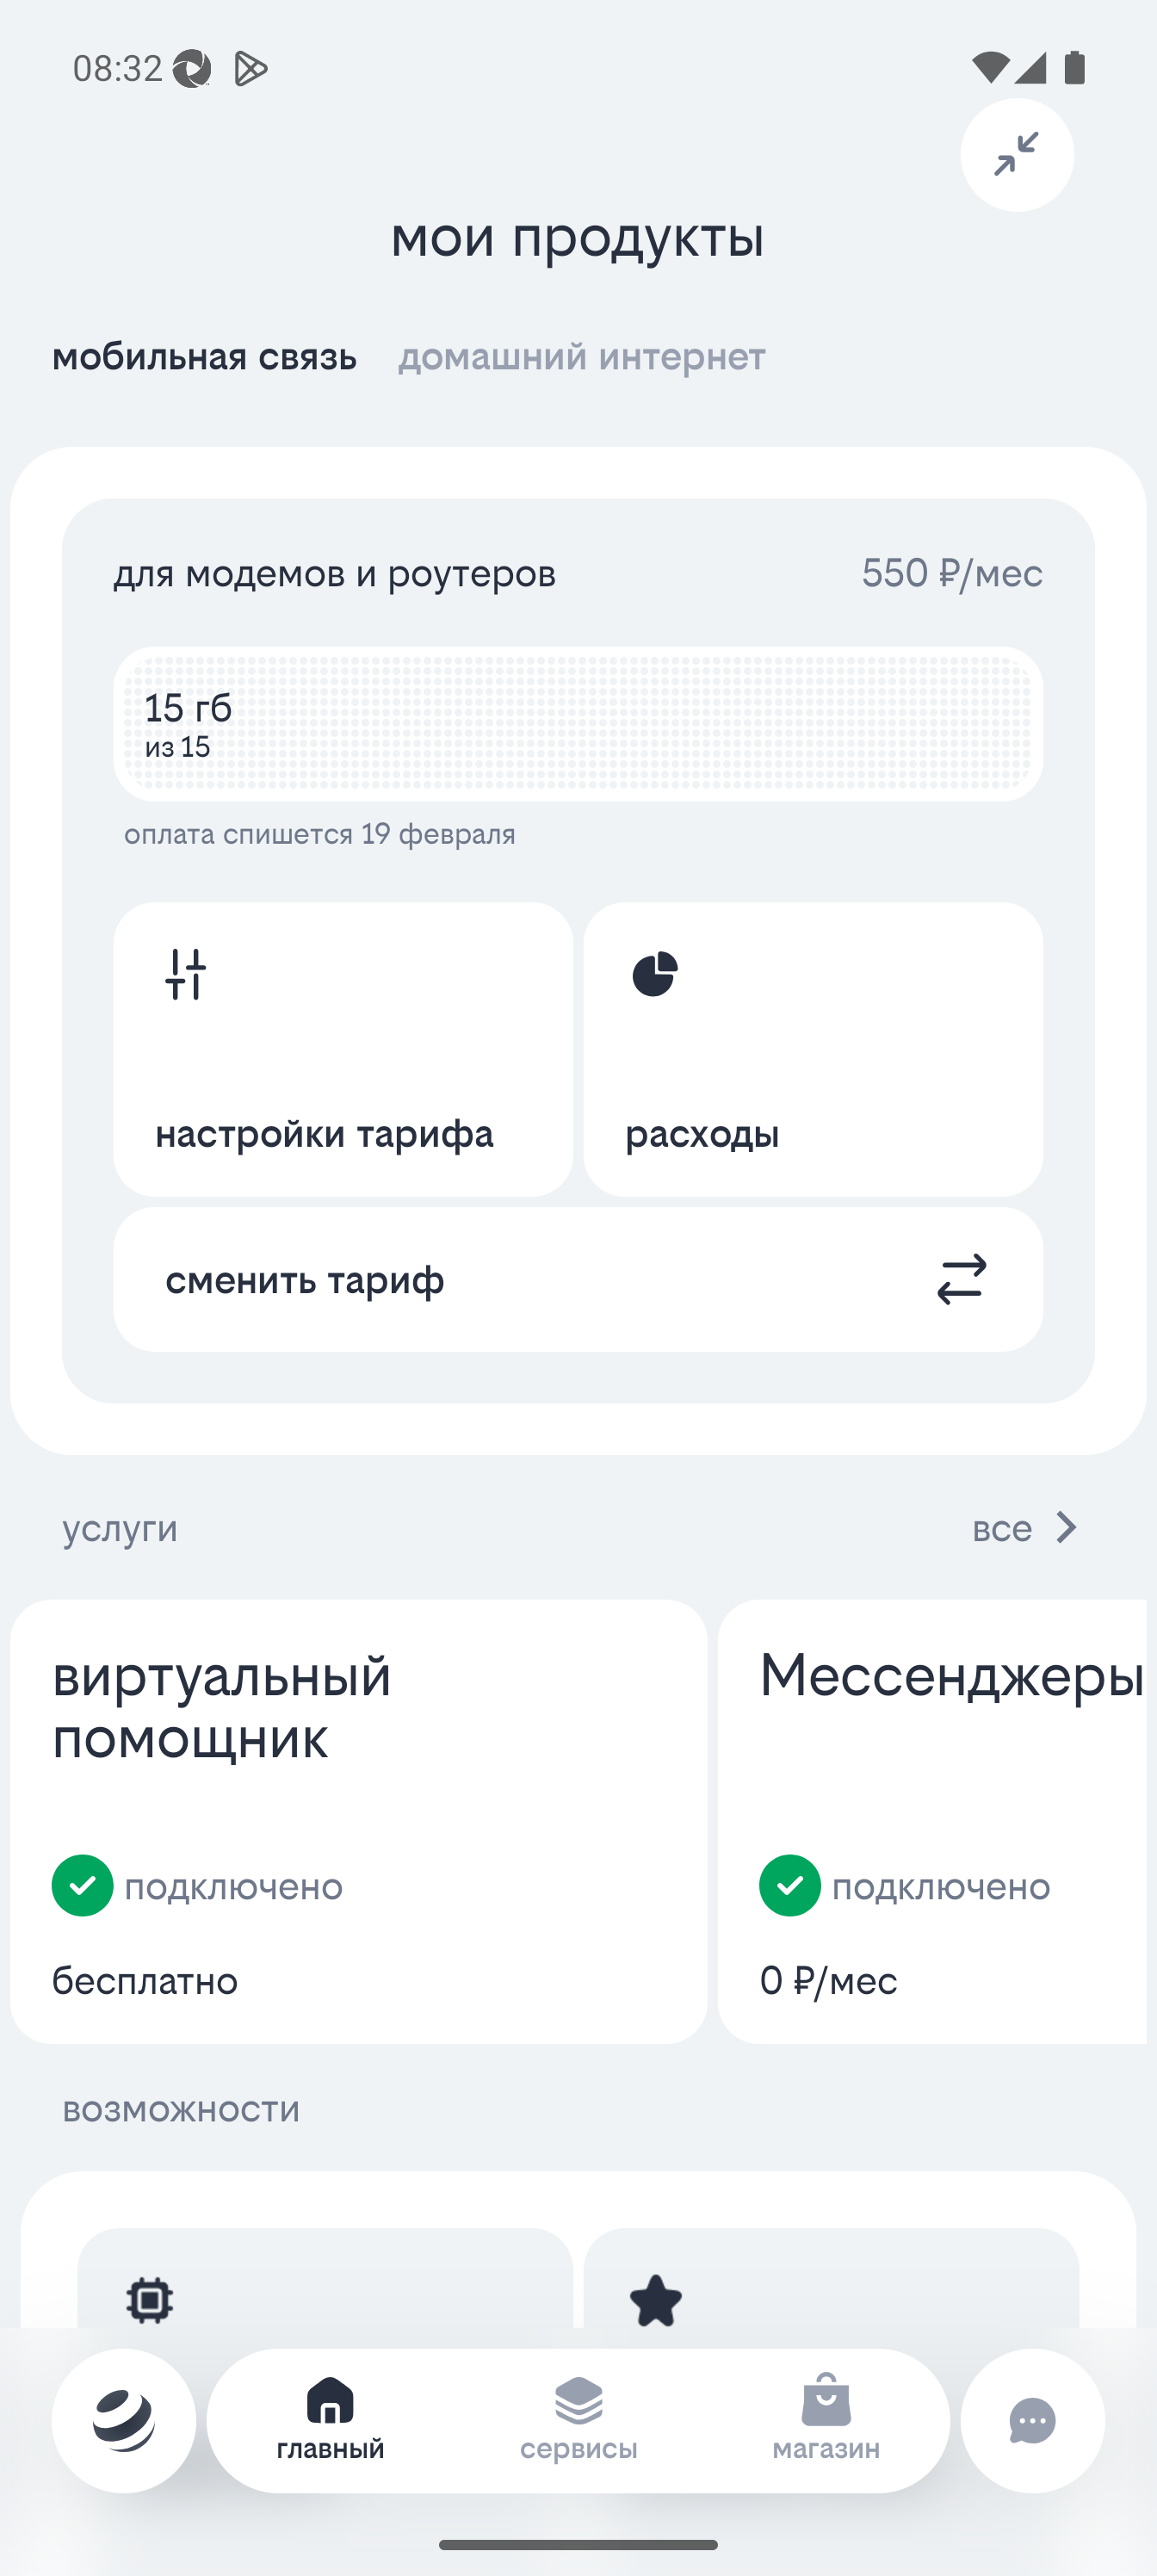 08:32
мои продукты
мобильная связь домашний интернет
для модемов и роутеров 550 ₽/мес
15 гб
из 15
оплата спишется 19 февраля
настройки тарифа расходы
сменить тариф
услуги все
виртуальный
помощник
подключено
бесплатно
Мессенджеры
подключено
0 ₽/мес
возможности
главный сервисы магазин